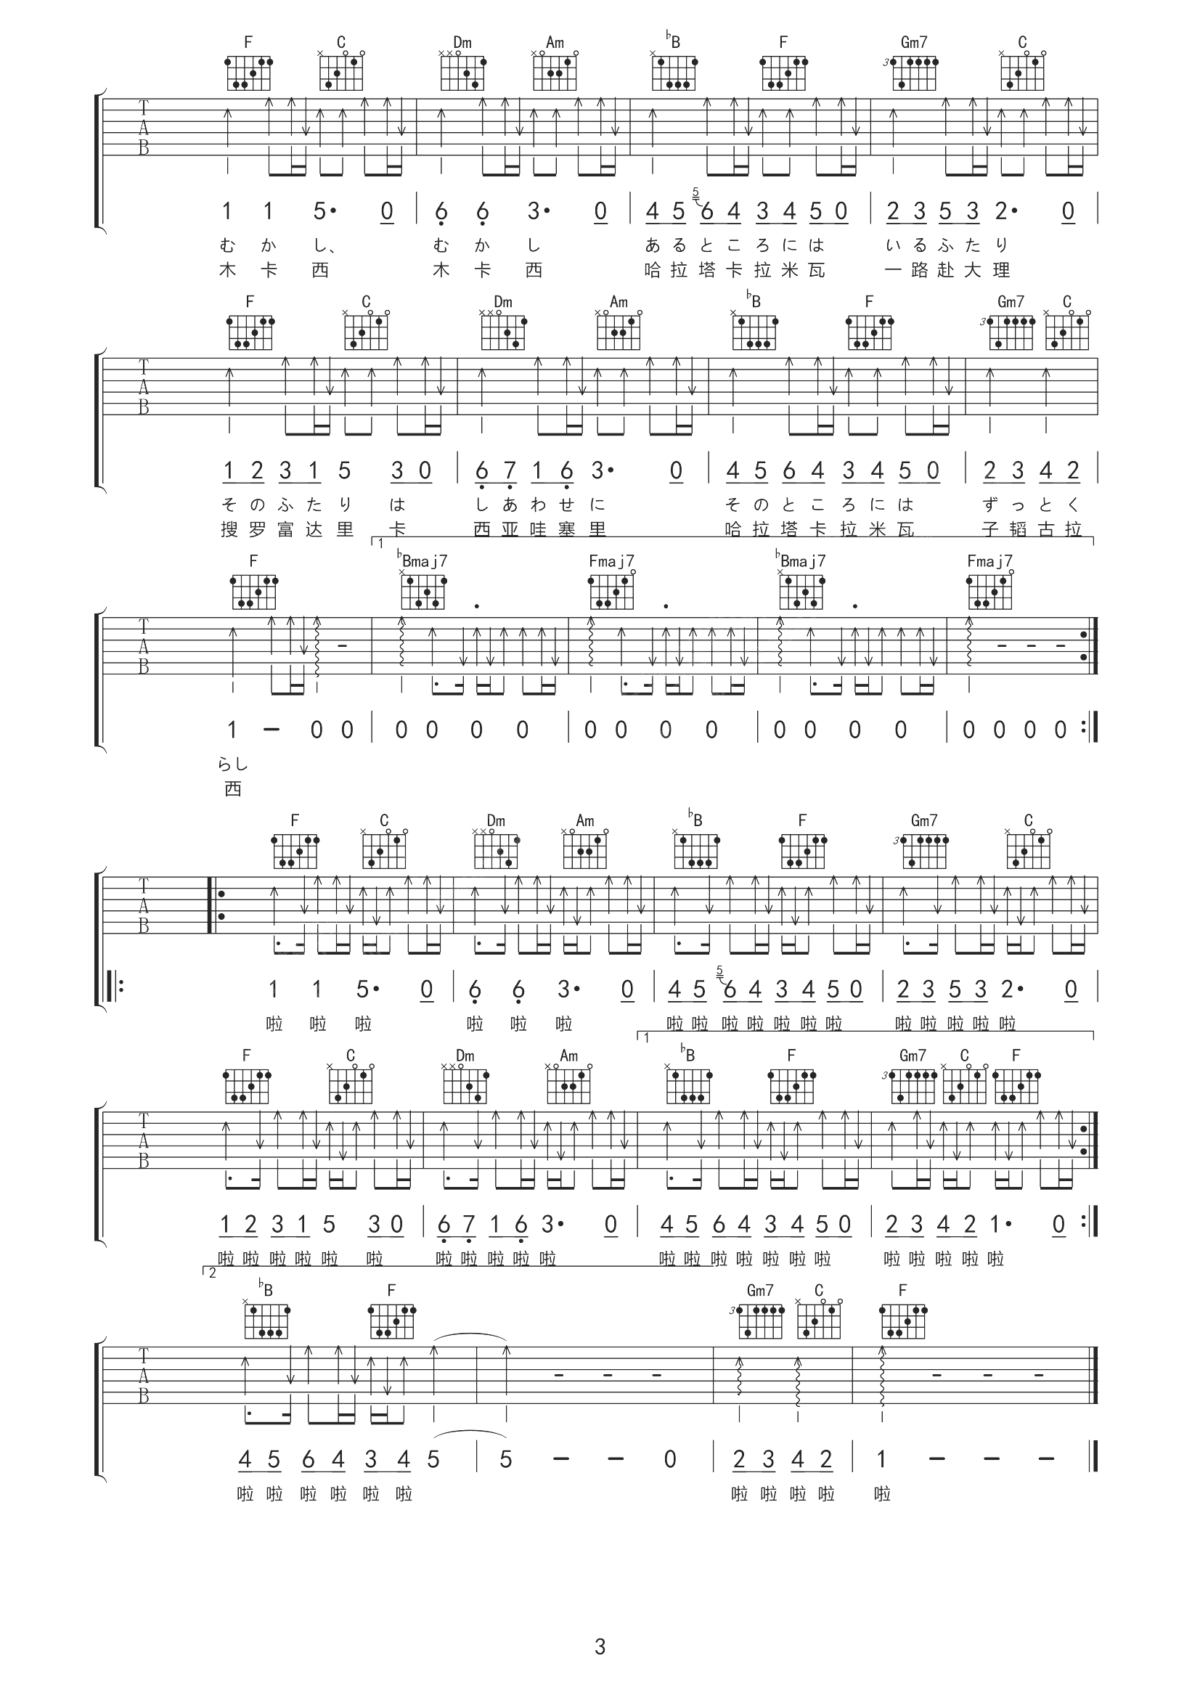 F C Dm Am ♭B F Gm7 C
3
T
A
B
1 1 5· 0 | 6 6 3· 0 | 4 5 5 6 4 3 4 5 0 | 2 3 5 3 2· 0 |
む か し、 む か し あ る と こ ろ に は い る ふ た り
木 卡 西 木 卡 西 哈 拉 塔 卡 拉 米 瓦 一 路 赴 大 理
F C Dm Am ♭B F Gm7 C
3
T
A
B
1 2 3 1 5 3 0 | 6 7 1 6 3· 0 | 4 5 6 4 3 4 5 0 | 2 3 4 2 |
そ の ふ た り は し あ わ せ に そ の と こ ろ に は ず っ と く
搜 罗 富 达 里 卡 西 亚 哇 塞 里 哈 拉 塔 卡 拉 米 瓦 子 韬 古 拉
1
F ♭Bmaj7 Fmaj7 ♭Bmaj7 Fmaj7
T
A
B
1 – 0 0 | 0 0 0 0 | 0 0 0 0 | 0 0 0 0 | 0 0 0 0 :|
らし
西
F C Dm Am ♭B F Gm7 C
3
T
A
B
|: 1 1 5· 0 | 6 6 3· 0 | 4 5 5 6 4 3 4 5 0 | 2 3 5 3 2· 0 |
啦 啦 啦 啦 啦 啦 啦 啦 啦 啦 啦 啦 啦 啦 啦 啦 啦 啦
1
F C Dm Am ♭B F Gm7 C F
3
T
A
B
1 2 3 1 5 3 0 | 6 7 1 6 3· 0 | 4 5 6 4 3 4 5 0 | 2 3 4 2 1· 0 :|
啦 啦 啦 啦 啦 啦 啦 啦 啦 啦 啦 啦 啦 啦 啦 啦 啦 啦 啦 啦 啦 啦 啦
2
♭B F Gm7 C F
3
T
A
B
4 5 6 4 3 4 5 | 5 – – 0 | 2 3 4 2 | 1 – – – |
啦 啦 啦 啦 啦 啦 啦 啦 啦 啦 啦
3